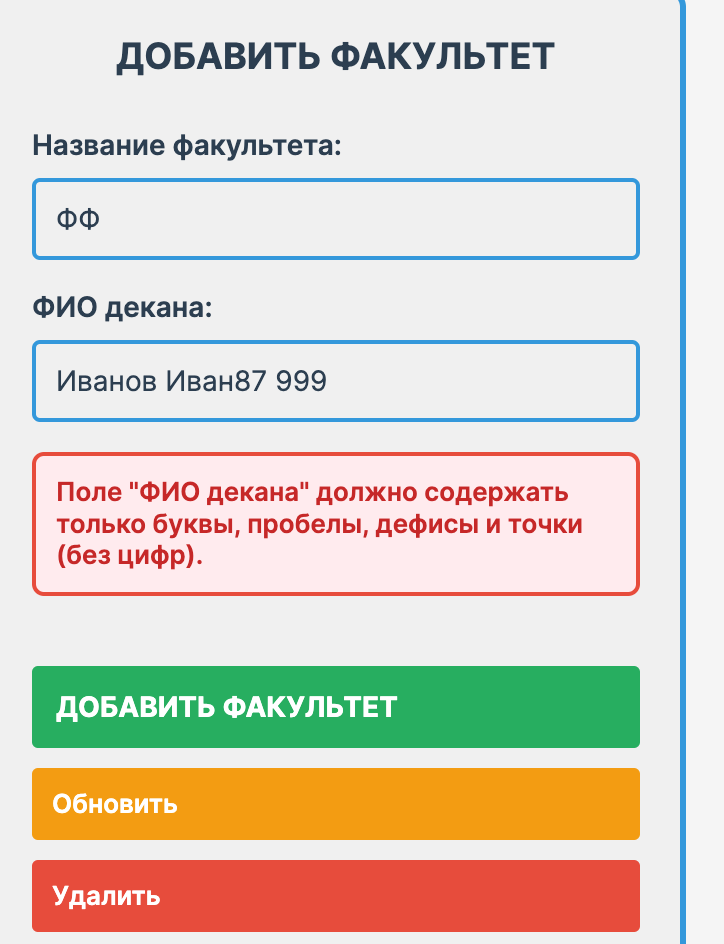 ДОБАВИТЬ ФАКУЛЬТЕТ
Название факультета:
ФФ
ФИО декана:
Иванов Иван87 999
Поле "ФИО декана" должно содержать
только буквы, пробелы, дефисы и точки
(без цифр).
ДОБАВИТЬ ФАКУЛЬТЕТ
Обновить
Удалить